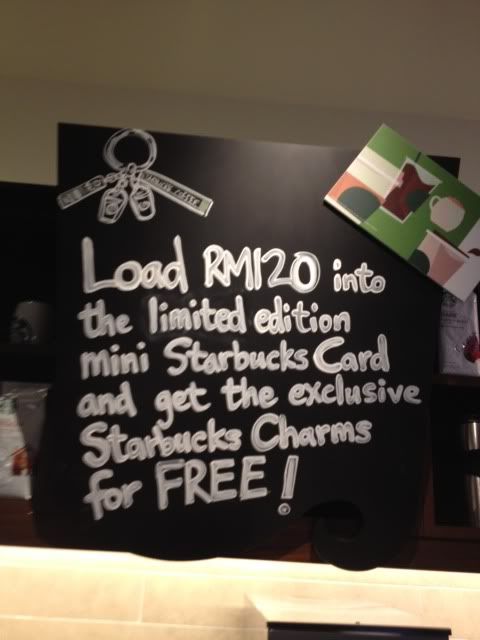 Load RM120 into
the limited edition
mini Starbucks Card
and get the exclusive
Starbucks Charms
for FREE!